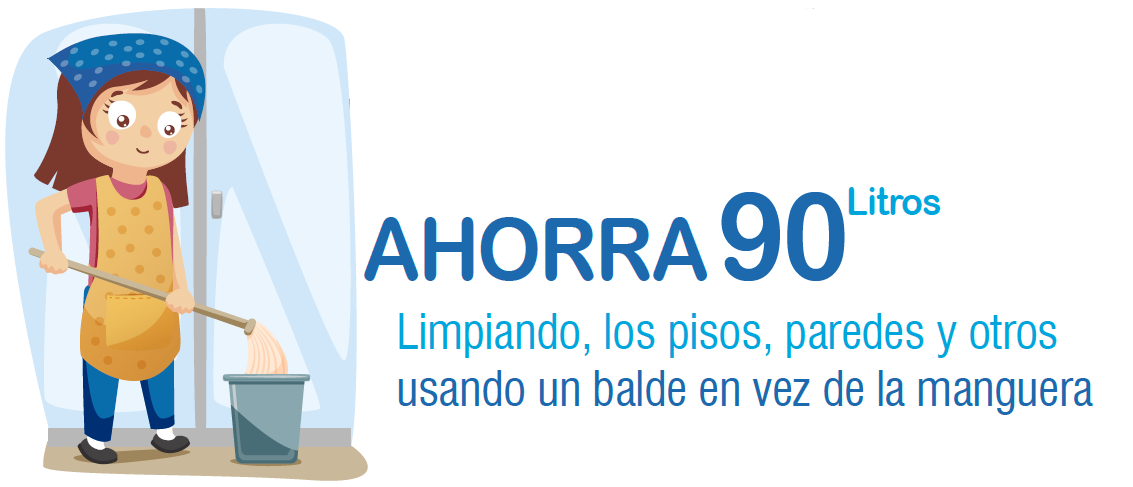 AHORRA 90 Litros
Limpiando, los pisos, paredes y otros
usando un balde en vez de la manguera